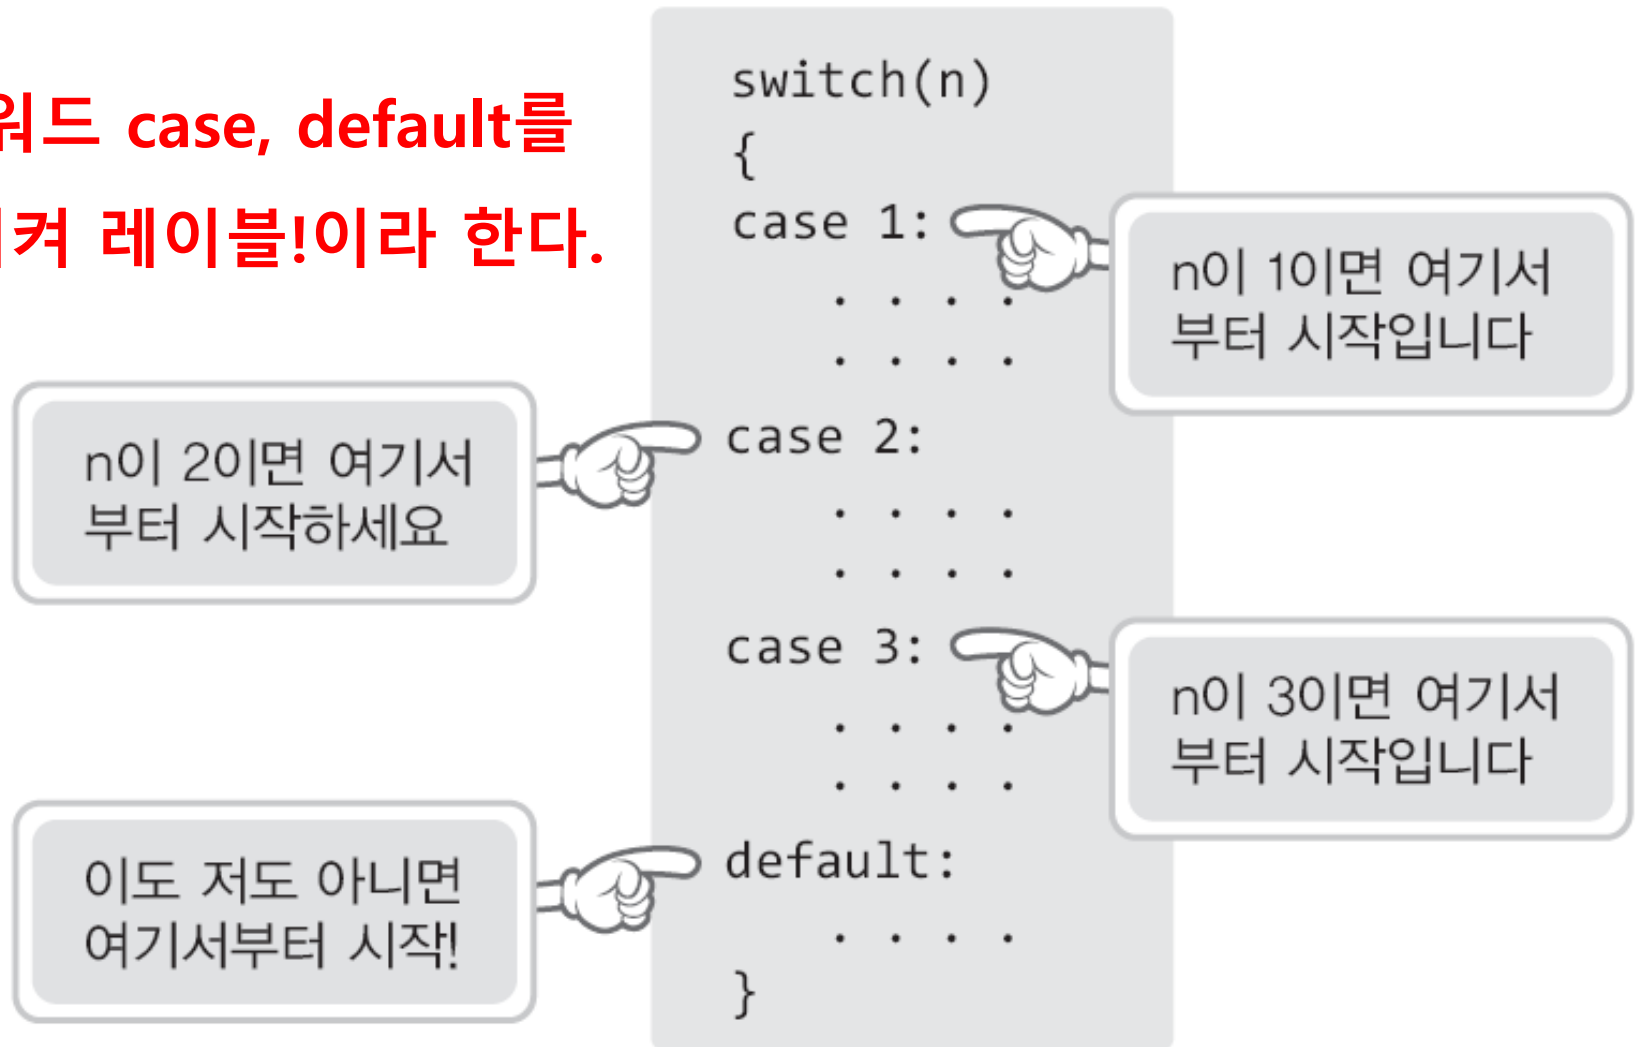 워드 case, default를
켜 레이블!이라 한다.
switch(n)
{
case 1:
. . . .
. . . .
case 2:
. . . .
. . . .
case 3:
. . . .
. . . .
default:
. . . .
}
n이 1이면 여기서
부터 시작입니다
n이 2이면 여기서
부터 시작하세요
n이 3이면 여기서
부터 시작입니다
이도 저도 아니면
여기서부터 시작!